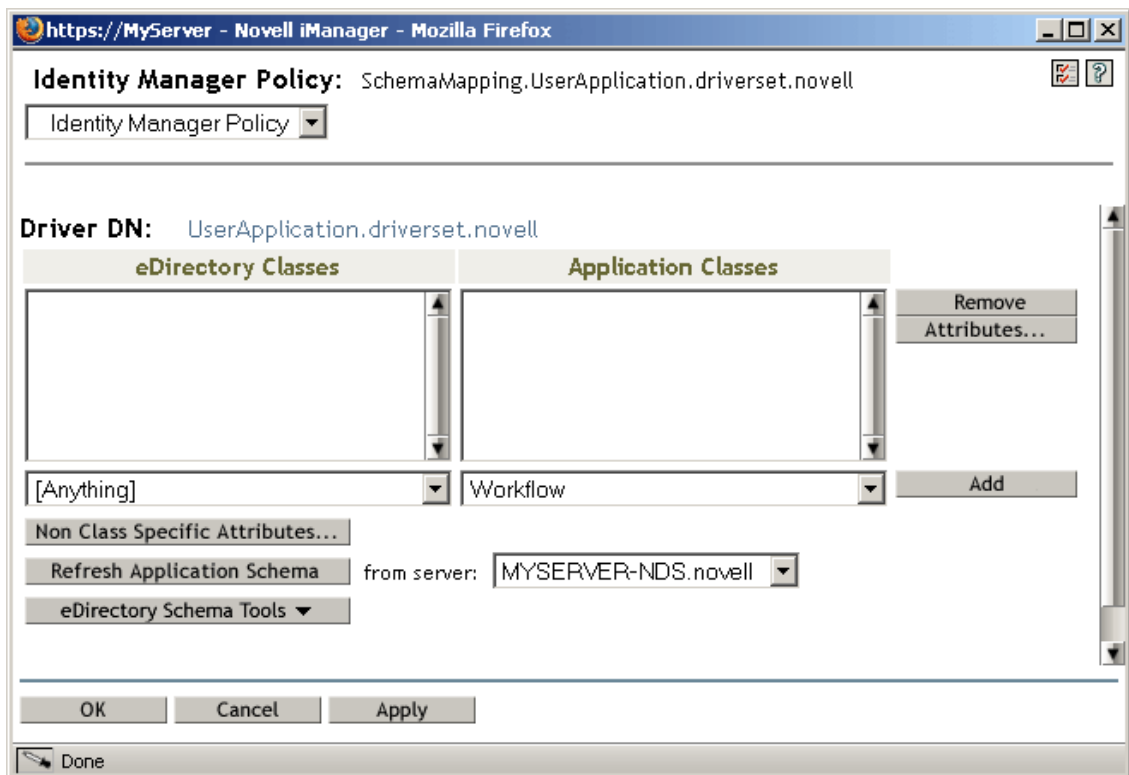 https://MyServer - Novell iManager - Mozilla Firefox
Identity Manager Policy: SchemaMapping.UserApplication.driverset.novell
Identity Manager Policy
Driver DN: UserApplication.driverset.novell
eDirectory Classes Application Classes
Remove
Attributes...
[Anything] Workflow Add
Non Class Specific Attributes...
Refresh Application Schema from server: MYSERVER-NDS.novell
eDirectory Schema Tools
OK Cancel Apply
Done